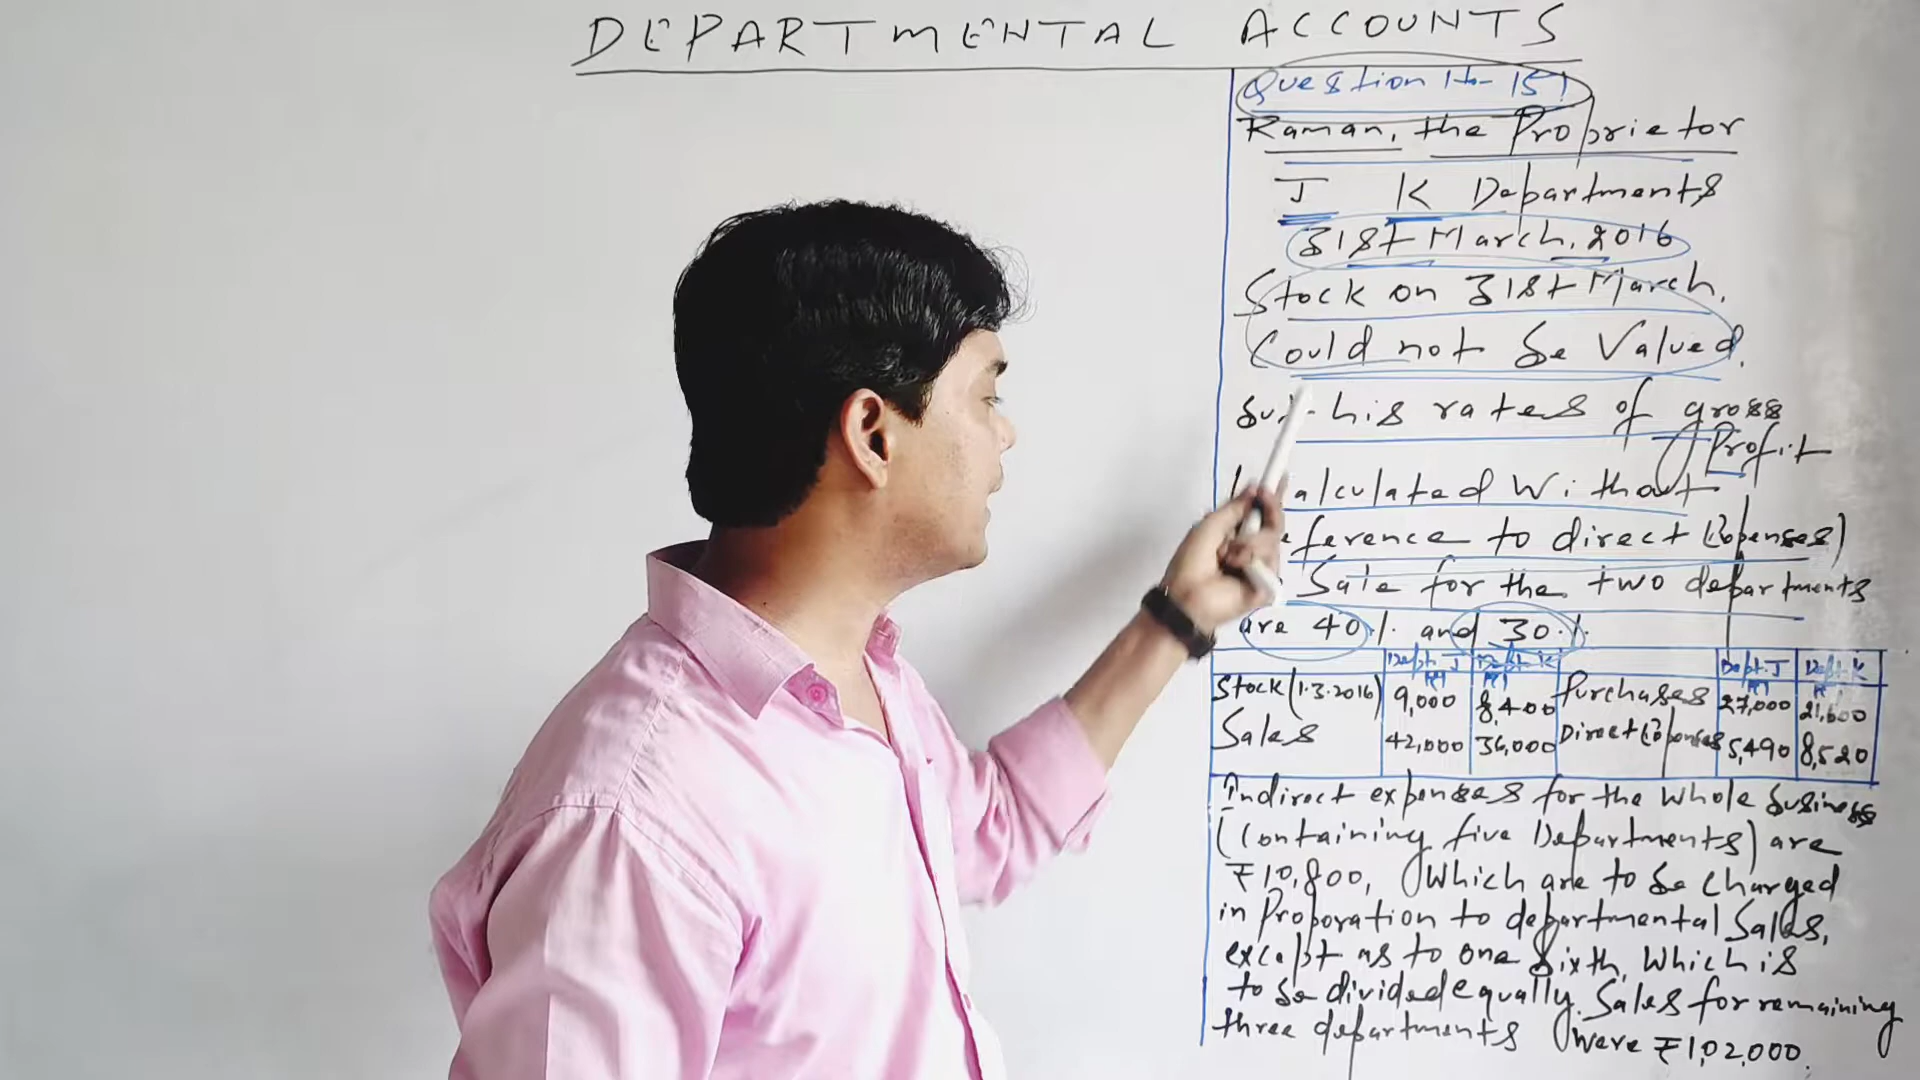 DEPARTMENTAL ACCOUNTS
Question No- 151
Raman, the Proprietor
J K Departments
31st March, 2016
Stock on 31st March,
Could not be Valued.
his rates of gross
Profit
Calculated Without
reference to direct Expenses)
Sale for the two departments
are 40% and 30%.
Dept. J Dept. K Dept. J Dept. K
Stock (1.3.2016) 9,000 8,400 Purchases 27,000 21,600
Sales 42,000 36,000 Direct Expenses 5,490 8,520
Indirect expenses for the whole business
(Containing five Departments) are
₹10,800, Which are to be charged
in Proporation to departmental Sales,
except as to one sixth, Which is
to be divided equally. Sales for remaining
three departments were ₹1,02,000.